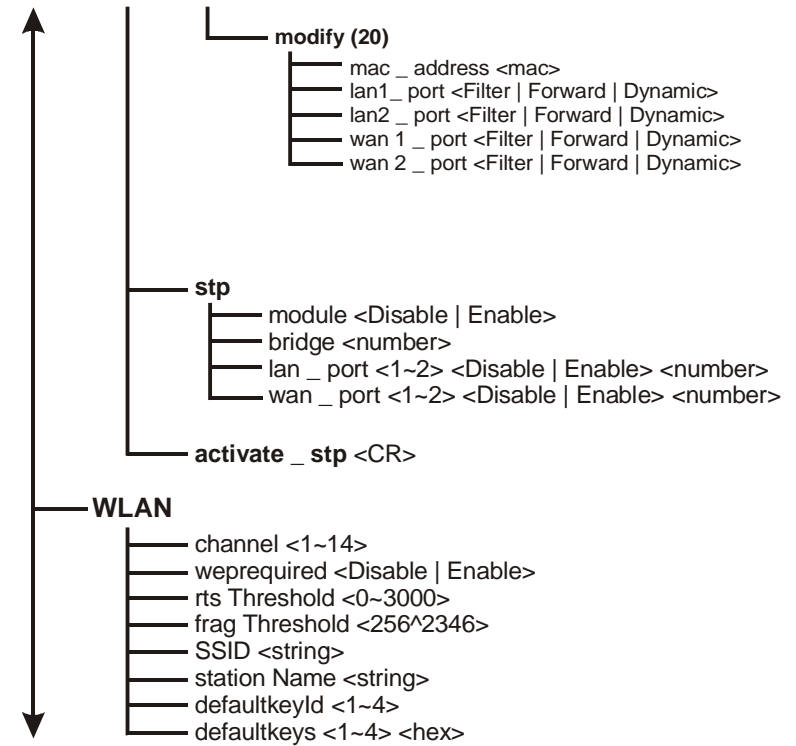 modify (20)
mac _ address <mac>
lan1_ port <Filter | Forward | Dynamic>
lan2 _ port <Filter | Forward | Dynamic>
wan 1 _ port <Filter | Forward | Dynamic>
wan 2 _ port <Filter | Forward | Dynamic>
stp
module <Disable | Enable>
bridge <number>
lan _ port <1~2> <Disable | Enable> <number>
wan _ port <1~2> <Disable | Enable> <number>
activate _ stp <CR>
WLAN
channel <1~14>
weprequired <Disable | Enable>
rts Threshold <0~3000>
frag Threshold <256^2346>
SSID <string>
station Name <string>
defaultkeyId <1~4>
defaultkeys <1~4> <hex>